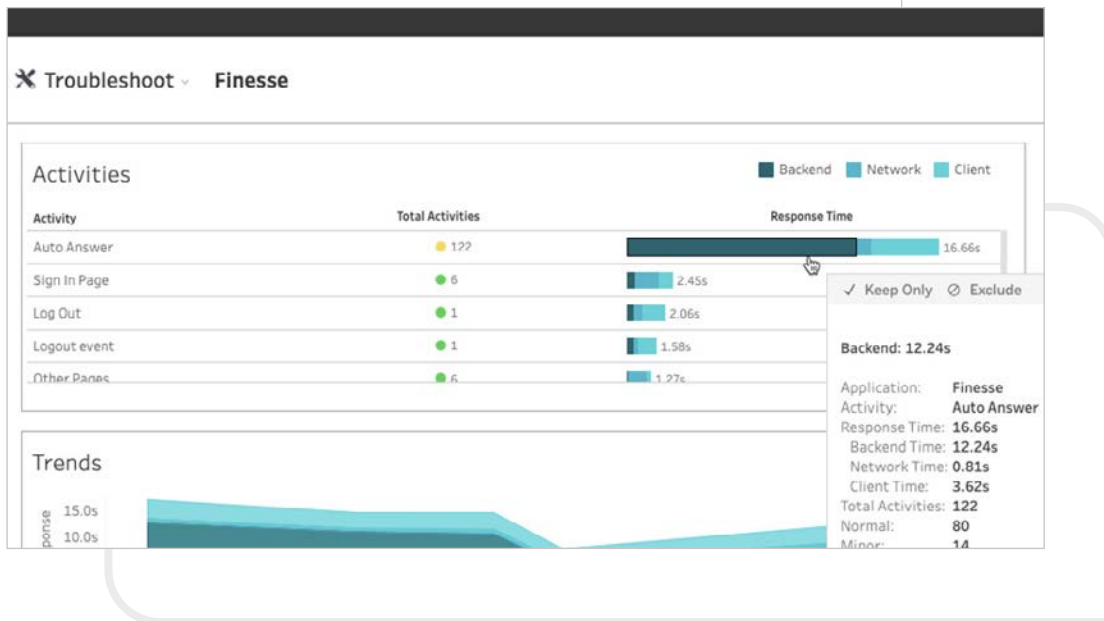 Troubleshoot Finesse
Activities
Backend Network Client
Activity Total Activities Response Time
Auto Answer 122 16.66s
Sign In Page 6 2.45s
Log Out 1 2.06s
Logout event 1 1.58s
Other Pages 6 1.27s
Keep Only Exclude
Backend: 12.24s
Application: Finesse
Activity: Auto Answer
Response Time: 16.66s
Backend Time: 12.24s
Network Time: 0.81s
Client Time: 3.62s
Total Activities: 122
Normal: 80
Minor: 14
Trends
15.0s
10.0s